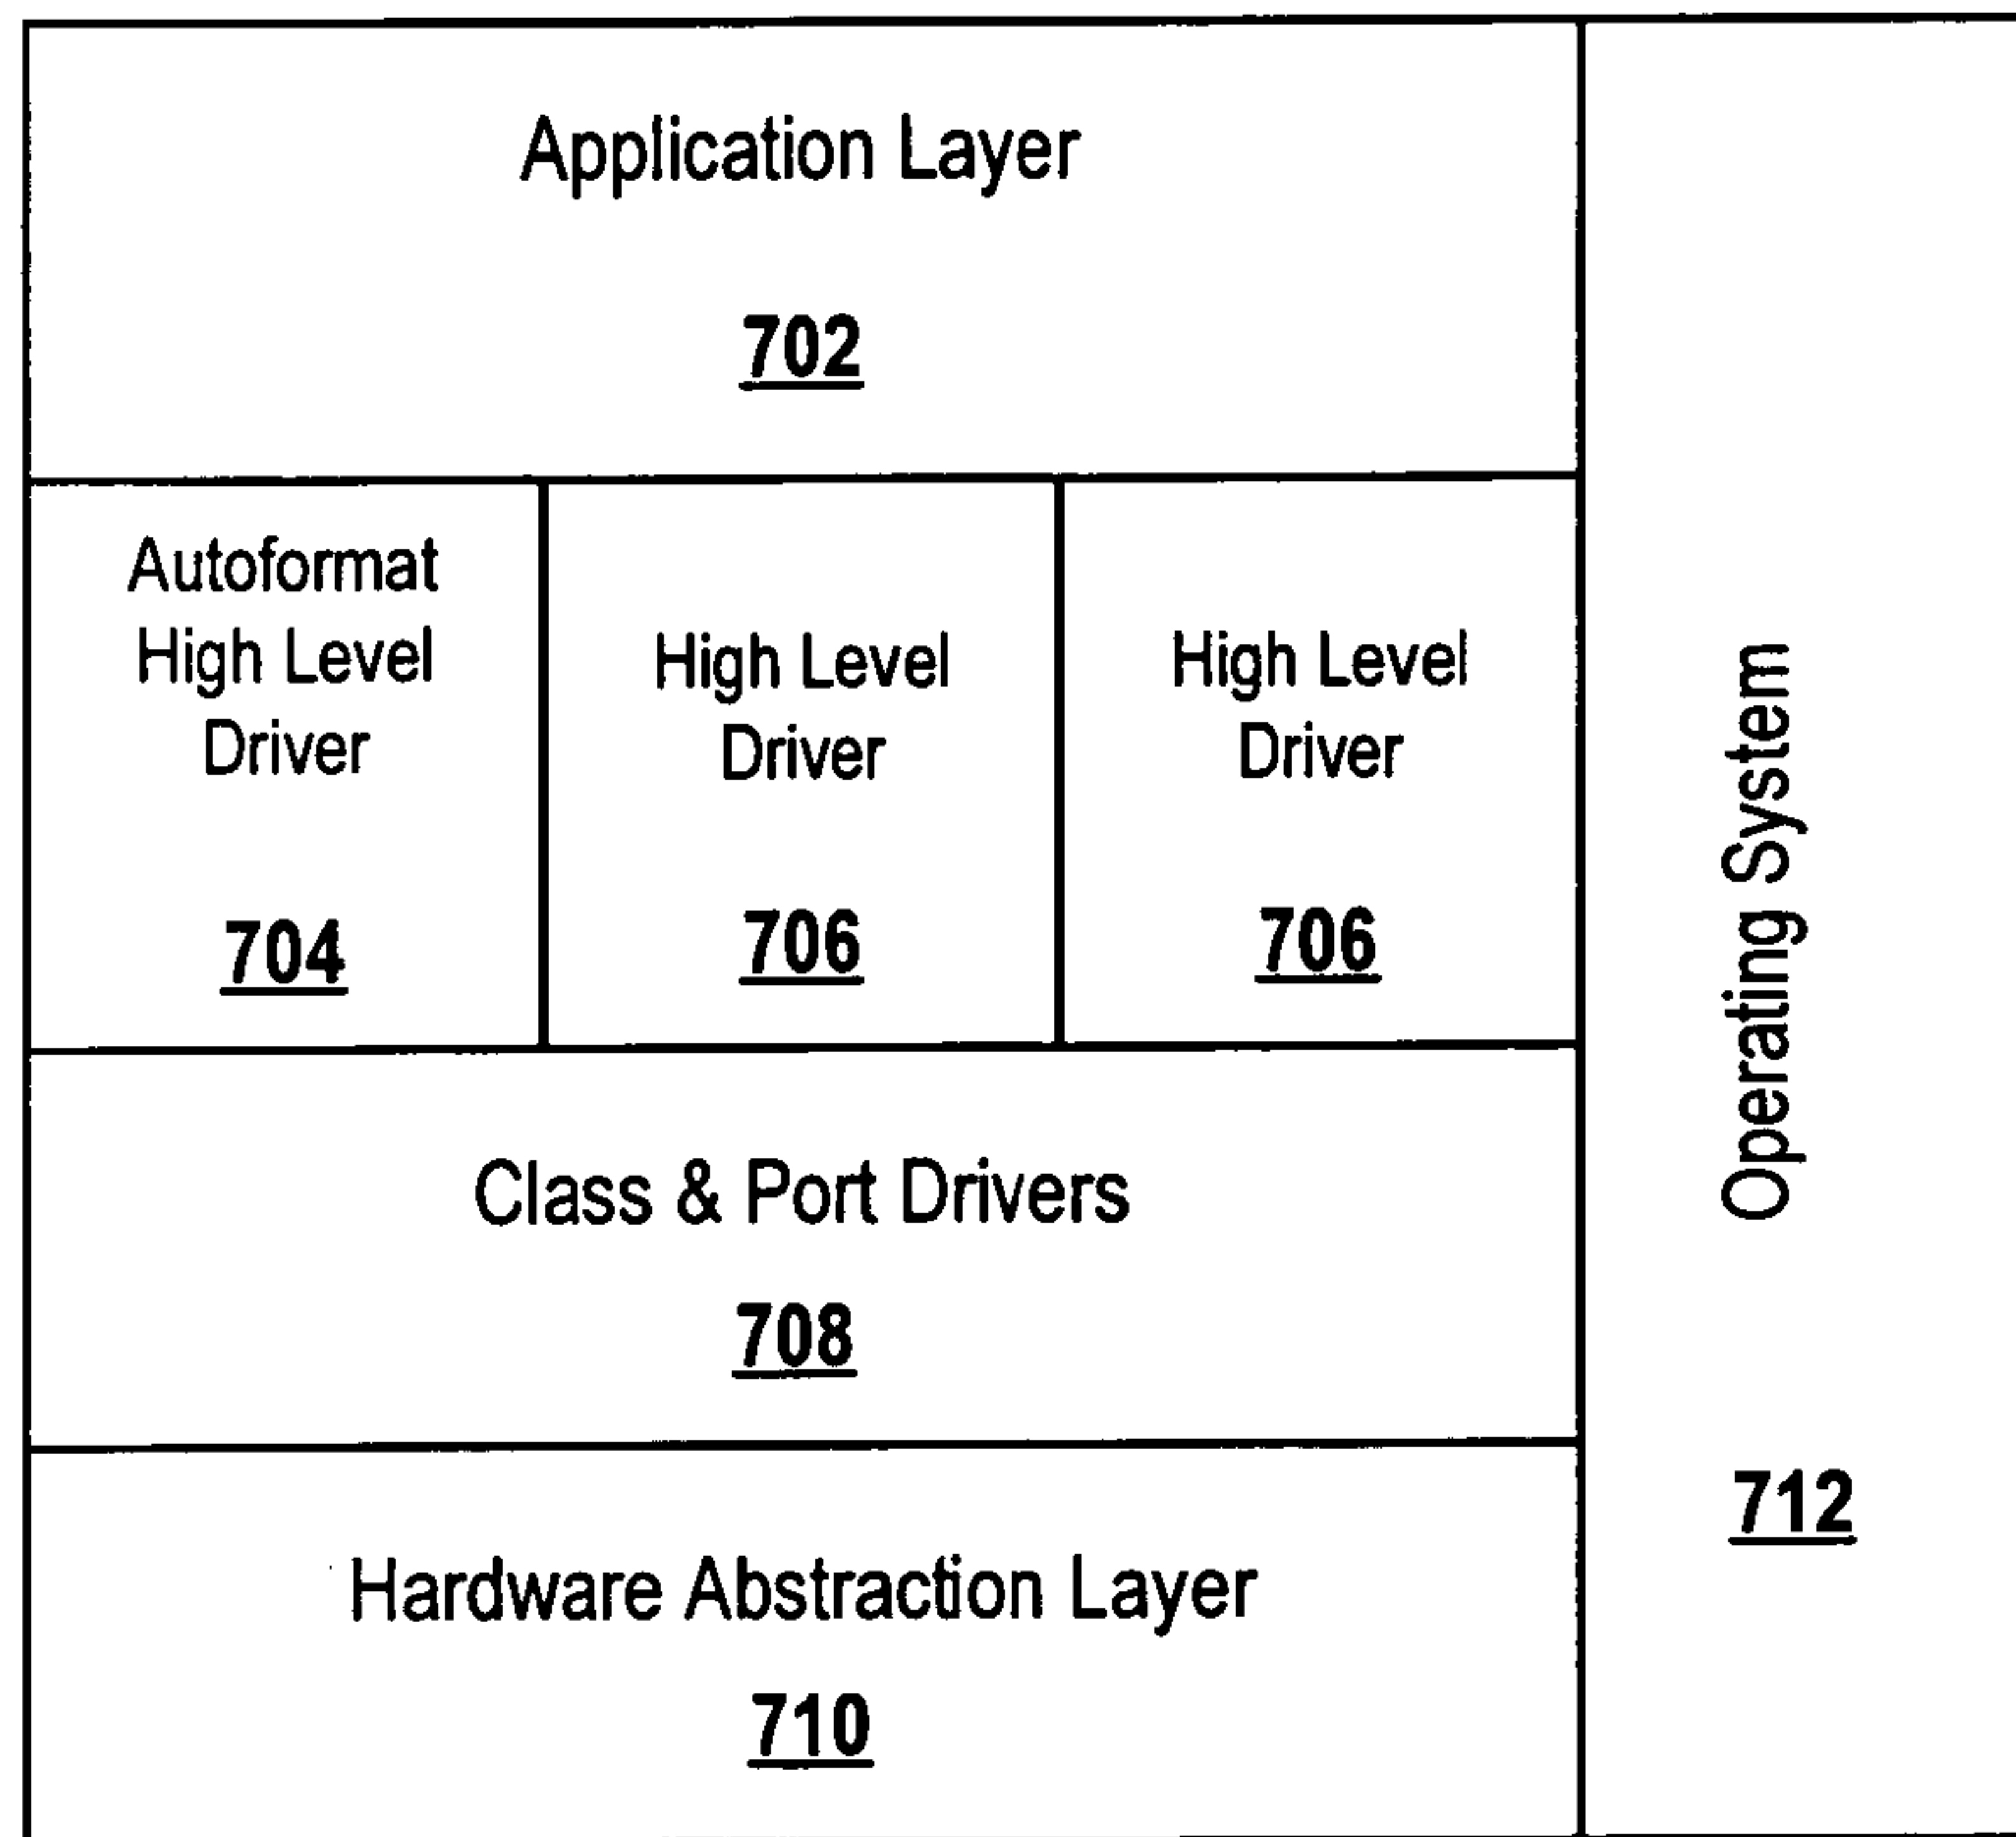 Application Layer
702
Autoformat
High Level
Driver
704
High Level
Driver
706
High Level
Driver
706
Class & Port Drivers
708
Hardware Abstraction Layer
710
Operating System
712